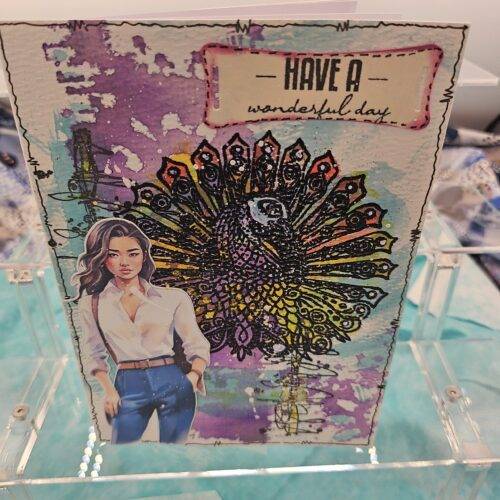 — HAVE A —
wonderful day